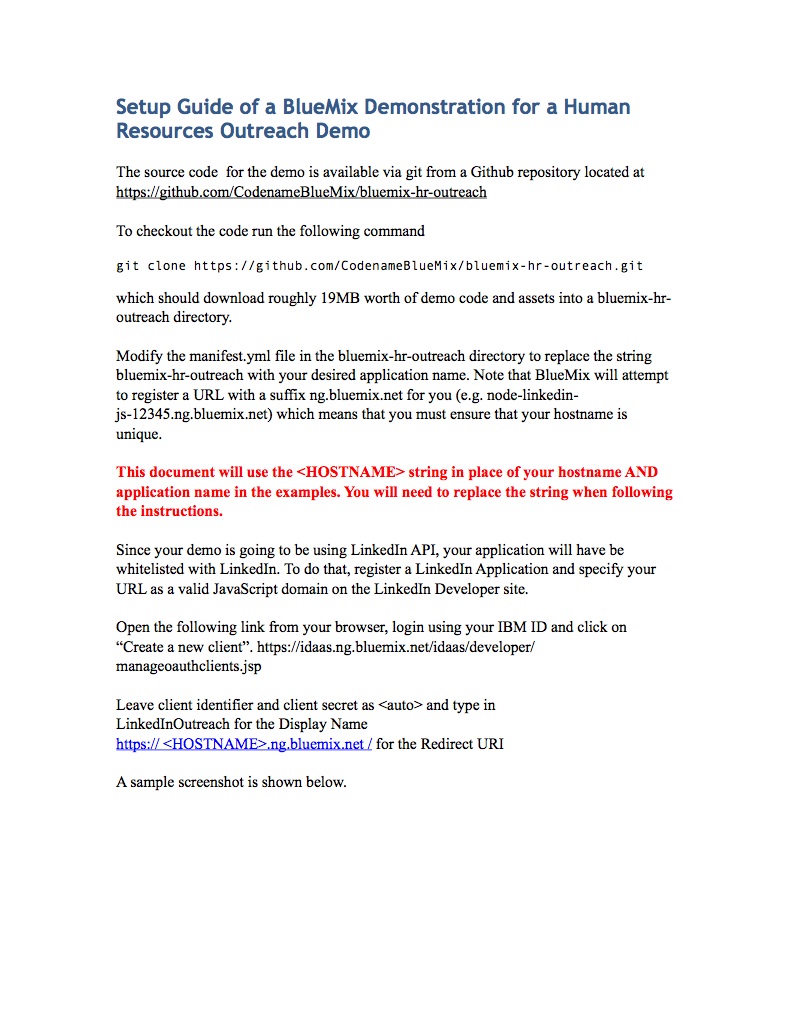 Setup Guide of a BlueMix Demonstration for a Human
Resources Outreach Demo
The source code  for the demo is available via git from a Github repository located at
https://github.com/CodenameBlueMix/bluemix-hr-outreach
To checkout the code run the following command
git clone https://github.com/CodenameBlueMix/bluemix-hr-outreach.git
which should download roughly 19MB worth of demo code and assets into a bluemix-hr-
outreach directory.
Modify the manifest.yml file in the bluemix-hr-outreach directory to replace the string
bluemix-hr-outreach with your desired application name. Note that BlueMix will attempt
to register a URL with a suffix ng.bluemix.net for you (e.g. node-linkedin-
js-12345.ng.bluemix.net) which means that you must ensure that your hostname is
unique.
This document will use the <HOSTNAME> string in place of your hostname AND
application name in the examples. You will need to replace the string when following
the instructions.
Since your demo is going to be using LinkedIn API, your application will have be
whitelisted with LinkedIn. To do that, register a LinkedIn Application and specify your
URL as a valid JavaScript domain on the LinkedIn Developer site.
Open the following link from your browser, login using your IBM ID and click on
“Create a new client”. https://idaas.ng.bluemix.net/idaas/developer/
manageoauthclients.jsp
Leave client identifier and client secret as <auto> and type in
LinkedInOutreach for the Display Name
https:// <HOSTNAME>.ng.bluemix.net / for the Redirect URI
A sample screenshot is shown below.